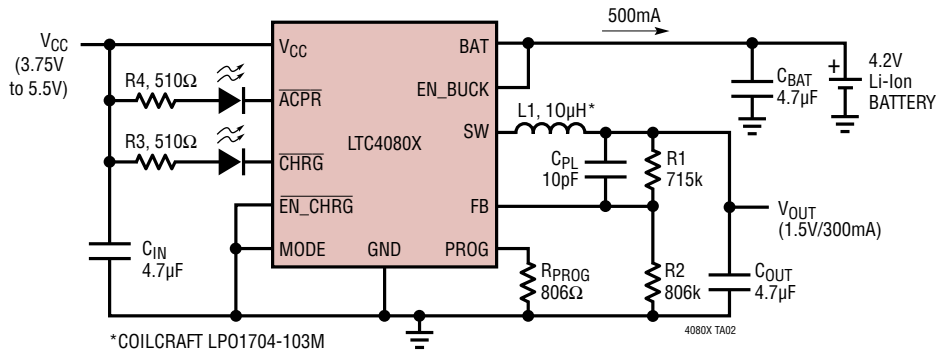 500mA
VCC
(3.75V
to 5.5V)
VCC
BAT
4.2V
Li-Ion
BATTERY
+
CBAT
4.7µF
R4, 510Ω
ACPR
EN_BUCK
L1, 10µH*
SW
R3, 510Ω
LTC4080X
CHRG
CPL
10pF
R1
715k
EN_CHRG
FB
VOUT
(1.5V/300mA)
CIN
4.7µF
MODE
GND
PROG
RPROG
806Ω
R2
806k
COUT
4.7µF
*COILCRAFT LPO1704-103M
4080X TA02